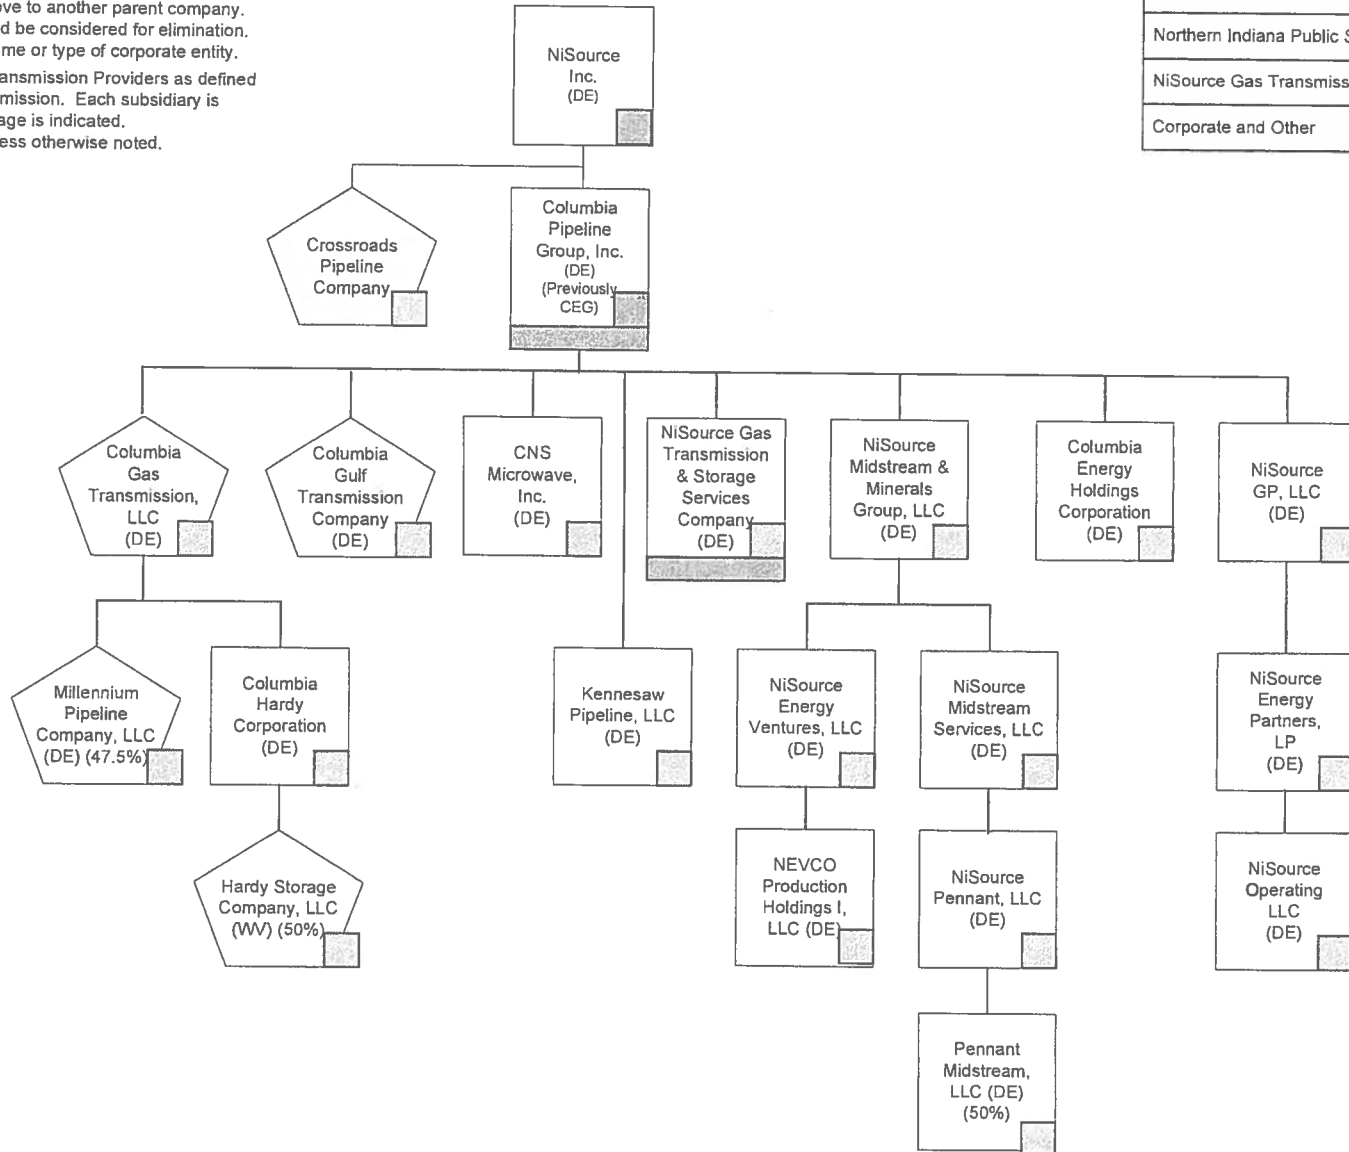 ove to another parent company.
d be considered for elimination.
me or type of corporate entity.
ansmission Providers as defined
mission. Each subsidiary is
age is indicated.
ess otherwise noted.
Northern Indiana Public S
NiSource Gas Transmiss
Corporate and Other
NiSource
Inc.
(DE)
Crossroads
Pipeline
Company
Columbia
Pipeline
Group, Inc.
(DE)
(Previously
CEG)
Columbia
Gas
Transmission,
LLC
(DE)
Columbia
Gulf
Transmission
Company
(DE)
CNS
Microwave,
Inc.
(DE)
NiSource Gas
Transmission
& Storage
Services
Company
(DE)
NiSource
Midstream &
Minerals
Group, LLC
(DE)
Columbia
Energy
Holdings
Corporation
(DE)
NiSource
GP, LLC
(DE)
Millennium
Pipeline
Company, LLC
(DE) (47.5%)
Columbia
Hardy
Corporation
(DE)
Kennesaw
Pipeline, LLC
(DE)
NiSource
Energy
Ventures, LLC
(DE)
NiSource
Midstream
Services, LLC
(DE)
NiSource
Energy
Partners,
LP
(DE)
Hardy Storage
Company, LLC
(WV) (50%)
NEVCO
Production
Holdings I,
LLC (DE)
NiSource
Pennant, LLC
(DE)
NiSource
Operating
LLC
(DE)
Pennant
Midstream,
LLC (DE)
(50%)